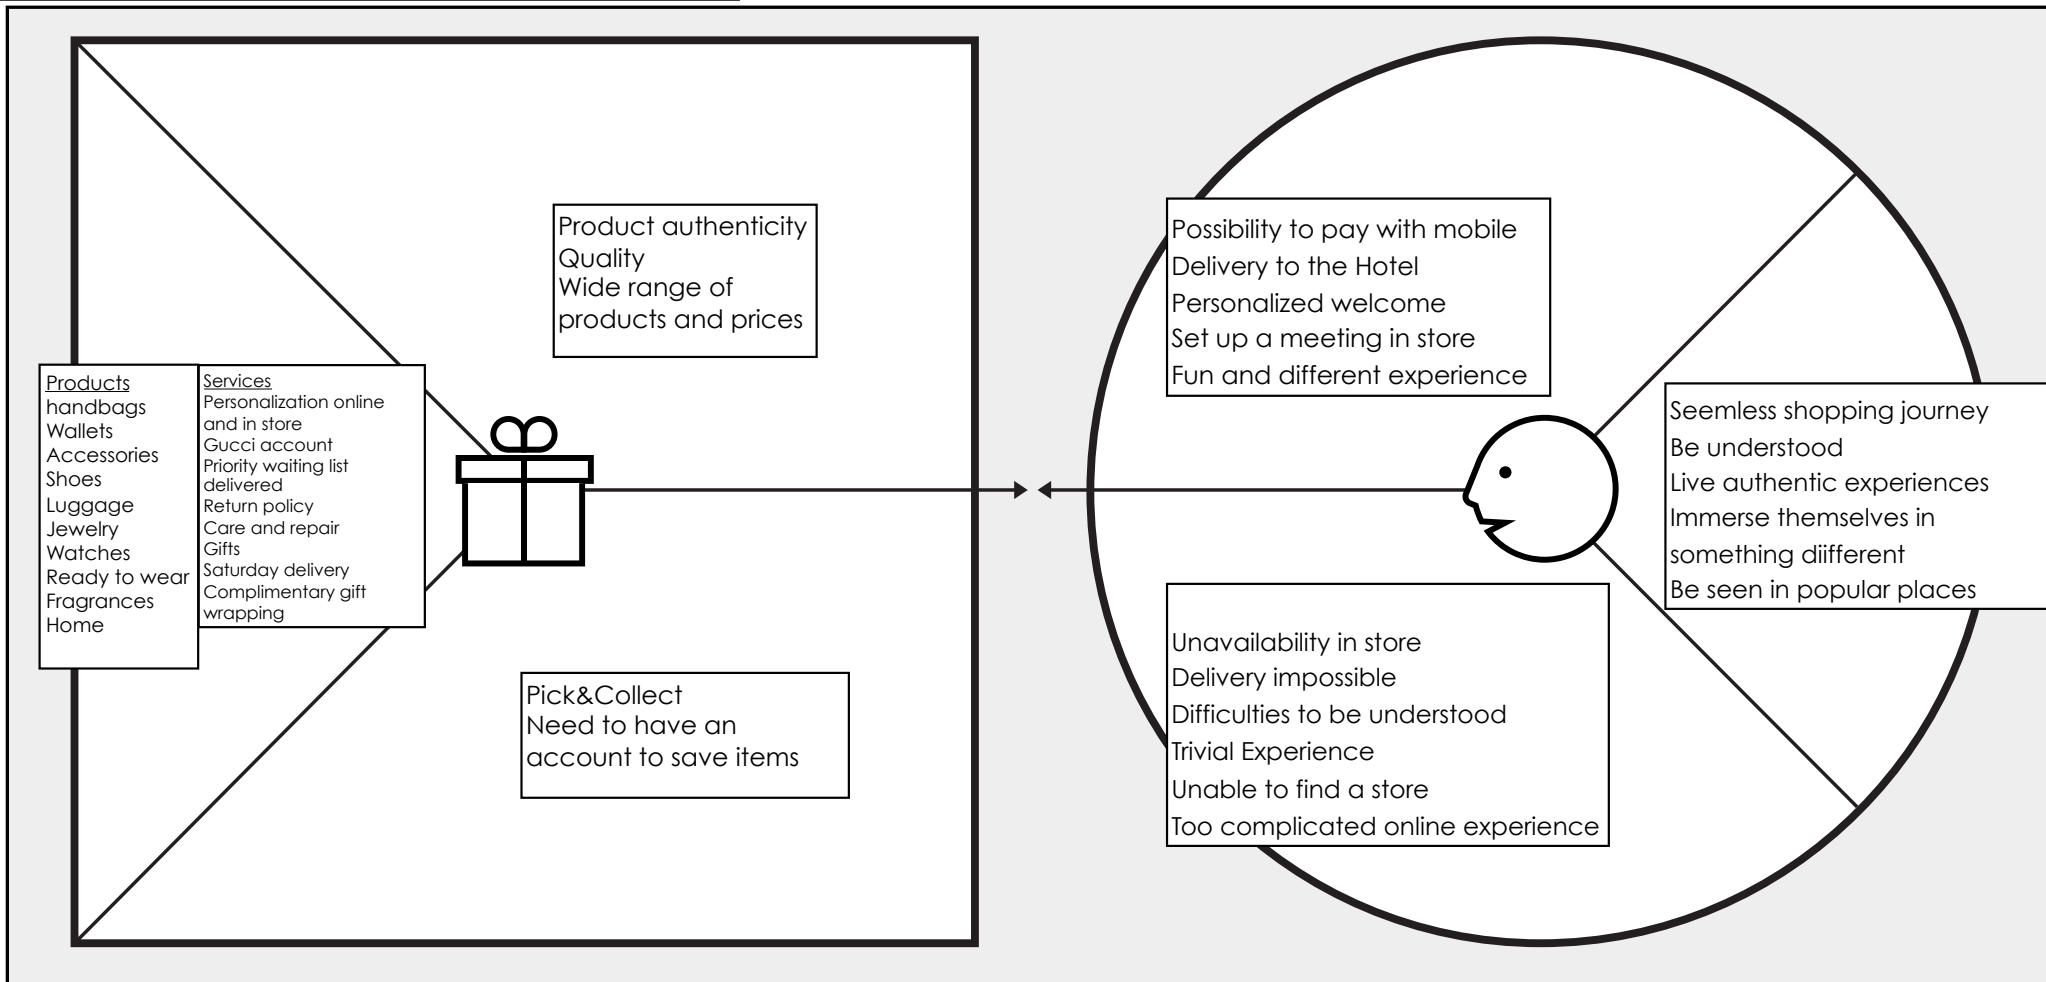 Product authenticity
Quality
Wide range of
products and prices
Products
handbags
Wallets
Accessories
Shoes
Luggage
Jewelry
Watches
Ready to wear
Fragrances
Home
Services
Personalization online
and in store
Gucci account
Priority waiting list
delivered
Return policy
Care and repair
Gifts
Saturday delivery
Complimentary gift
wrapping
Pick&Collect
Need to have an
account to save items
Possibility to pay with mobile
Delivery to the Hotel
Personalized welcome
Set up a meeting in store
Fun and different experience
Seemless shopping journey
Be understood
Live authentic experiences
Immerse themselves in
something diifferent
Be seen in popular places
Unavailability in store
Delivery impossible
Difficulties to be understood
Trivial Experience
Unable to find a store
Too complicated online experience